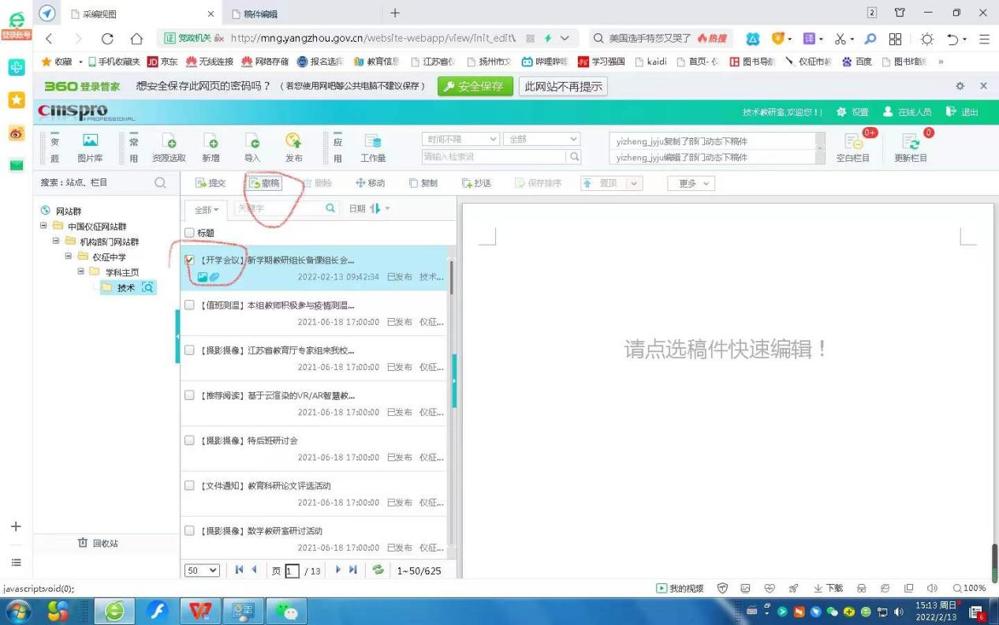 登录账号
采编视图
稿件编辑
2
证 党政机关 http://mng.yangzhou.gov.cn/website-webapp/view/init_edit\
美国选手特莎又哭了 热搜
收藏 手机收藏夹 JD 京东 无线连接 网络存储 报名选库 教育信息 江苏省仪 扬州市文 哔哩哔哩 学习强国 kaidi 首页-仪 图书导航 仪征市教 百度 图书馆 »
360登录管家 想安全保存此网页的密码吗？ （若您使用网吧等公共电脑不建议保存） 安全保存 此网站不再提示
cmspro
PROFESSIONAL
技术教研室,欢迎您！| 设置 在线人员 退出
资源 图片库 常用 资源选取 新增 导入 发布 应用 工作量
时间不限 全部
请输入检索词
yizheng_jyju复制了部门动态下稿件
yizheng_jyju编辑了部门动态下稿件
0+ 空白栏目
0 更新栏目
搜索：站点、栏目
提交 撤稿 删除 移动 复制 抄送 保存排序 置顶 更多
网站群
中国仪征网站群
机构部门网站群
仪征中学
学科主页
技术
回收站
全部 关键字 日期
标题
【开学会议】新学期教研组长备课组长会...
2022-02-13 09:42:34 已发布 技术...
【值班测温】本组教师积极参与疫情测温...
2021-06-18 17:00:00 已发布 仪征...
【摄影摄像】江苏省教育厅专家组来我校...
2021-06-18 17:00:00 已发布 仪征...
【推荐阅读】基于云渲染的VR/AR智慧教...
2021-06-18 17:00:00 已发布 仪征...
【摄影摄像】特后班研讨会
2021-06-18 17:00:00 已发布 仪征...
【文件通知】教育科研论文评选活动
2021-06-18 17:00:00 已发布 仪征...
【摄影摄像】数学教研室研讨活动
2021-06-18 17:00:00 已发布 仪征...
50 页 1 / 13 1~50/625
请点选稿件快速编辑！
javascript:void(0);
我的视频 下载 100%
15:13 周日
2022/2/13
6